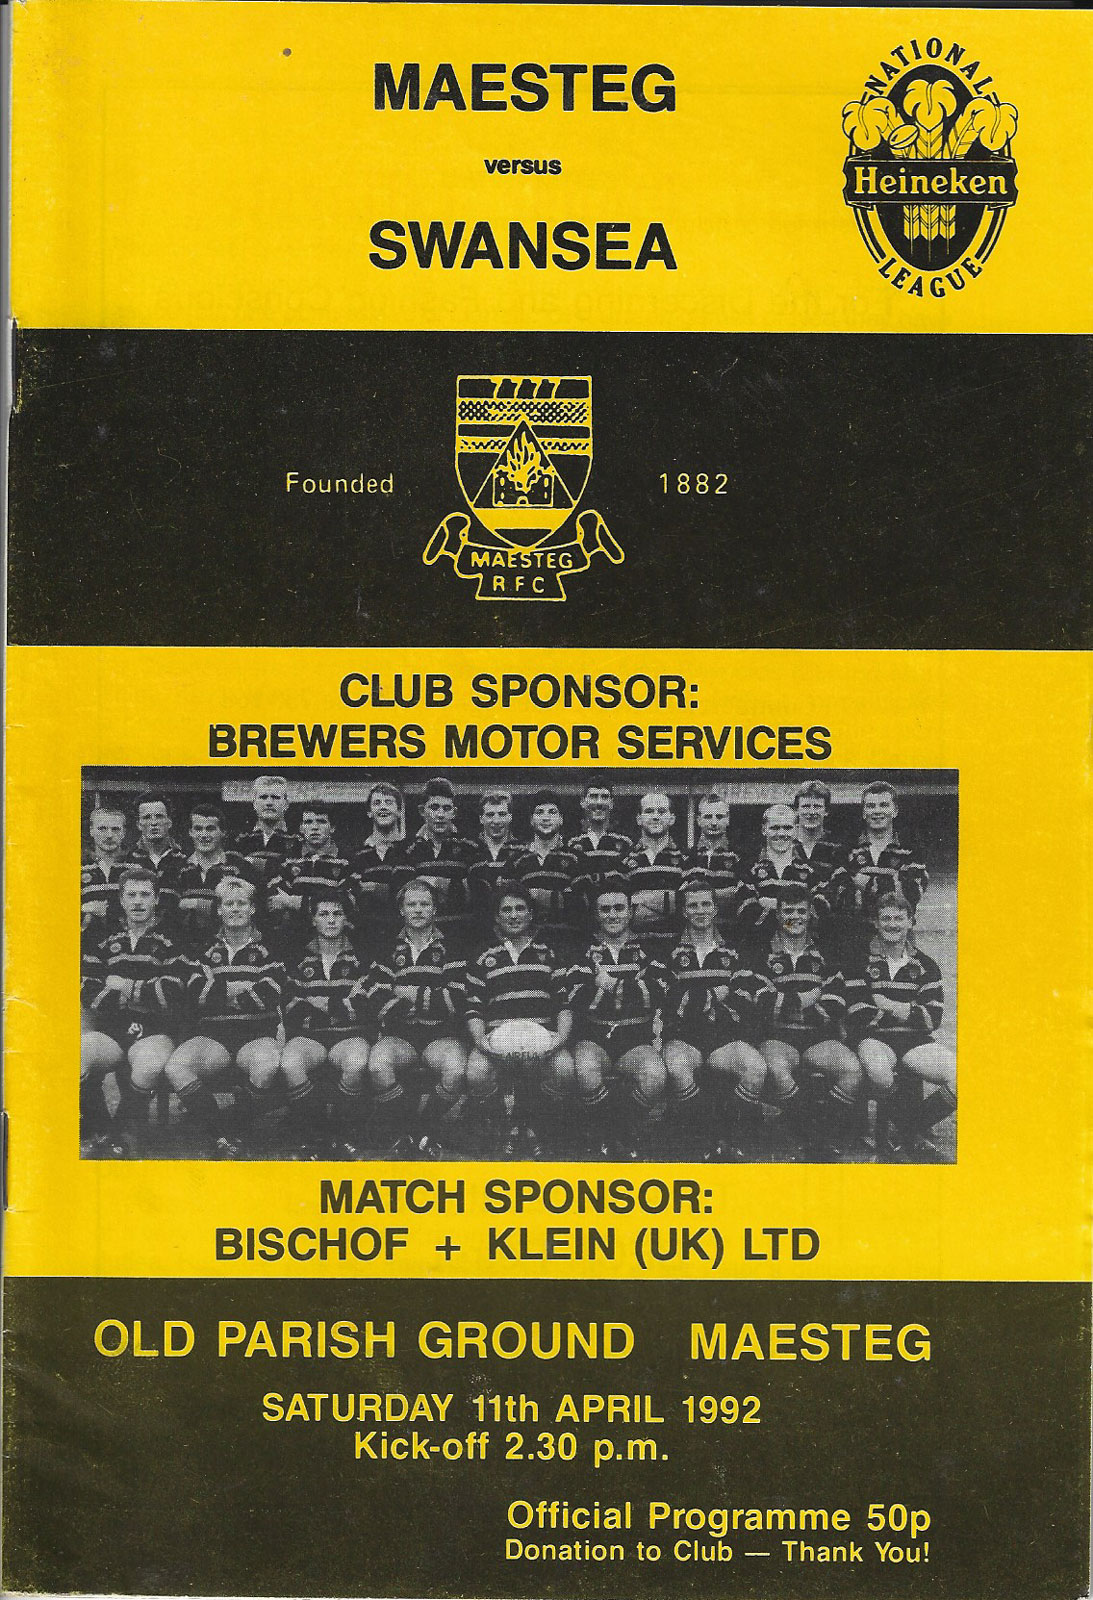 MAESTEG
versus
SWANSEA
NATIONAL
Heineken
LEAGUE
Founded 1882
MAESTEG
R.F.C
CLUB SPONSOR:
BREWERS MOTOR SERVICES
MATCH SPONSOR:
BISCHOF + KLEIN (UK) LTD
OLD PARISH GROUND MAESTEG
SATURDAY 11th APRIL 1992
Kick-off 2.30 p.m.
Official Programme 50p
Donation to Club — Thank You!